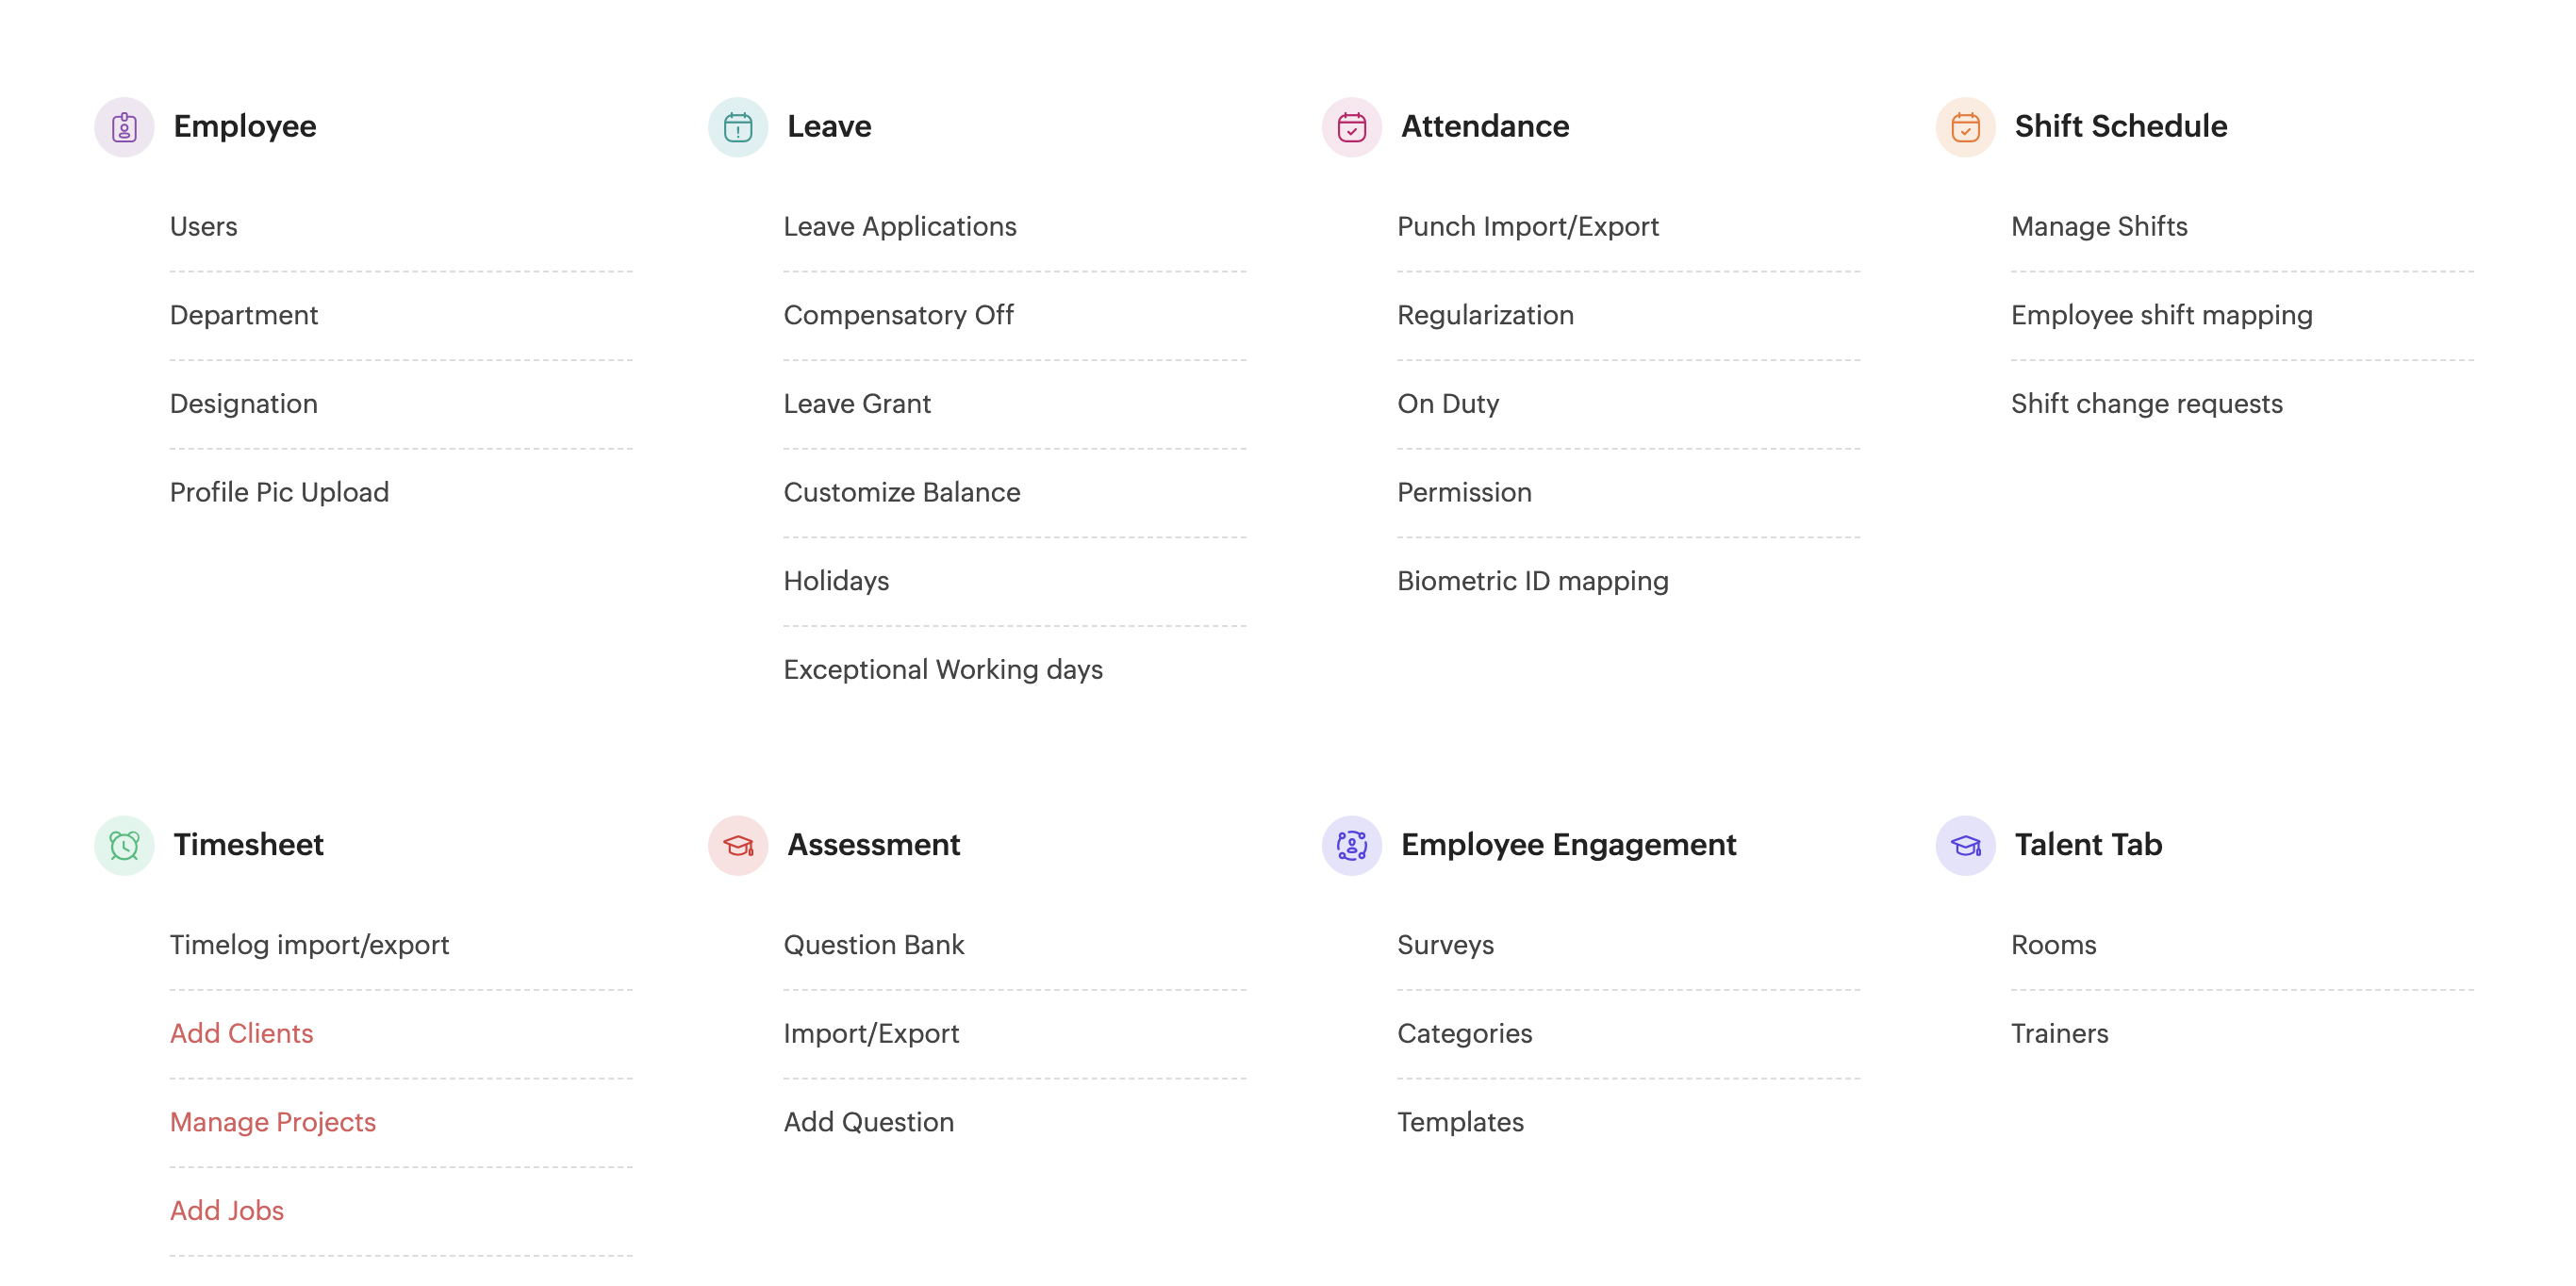 Employee
Users
Department
Designation
Profile Pic Upload
Leave
Leave Applications
Compensatory Off
Leave Grant
Customize Balance
Holidays
Exceptional Working days
Attendance
Punch Import/Export
Regularization
On Duty
Permission
Biometric ID mapping
Shift Schedule
Manage Shifts
Employee shift mapping
Shift change requests
Timesheet
Timelog import/export
Add Clients
Manage Projects
Add Jobs
Assessment
Question Bank
Import/Export
Add Question
Employee Engagement
Surveys
Categories
Templates
Talent Tab
Rooms
Trainers